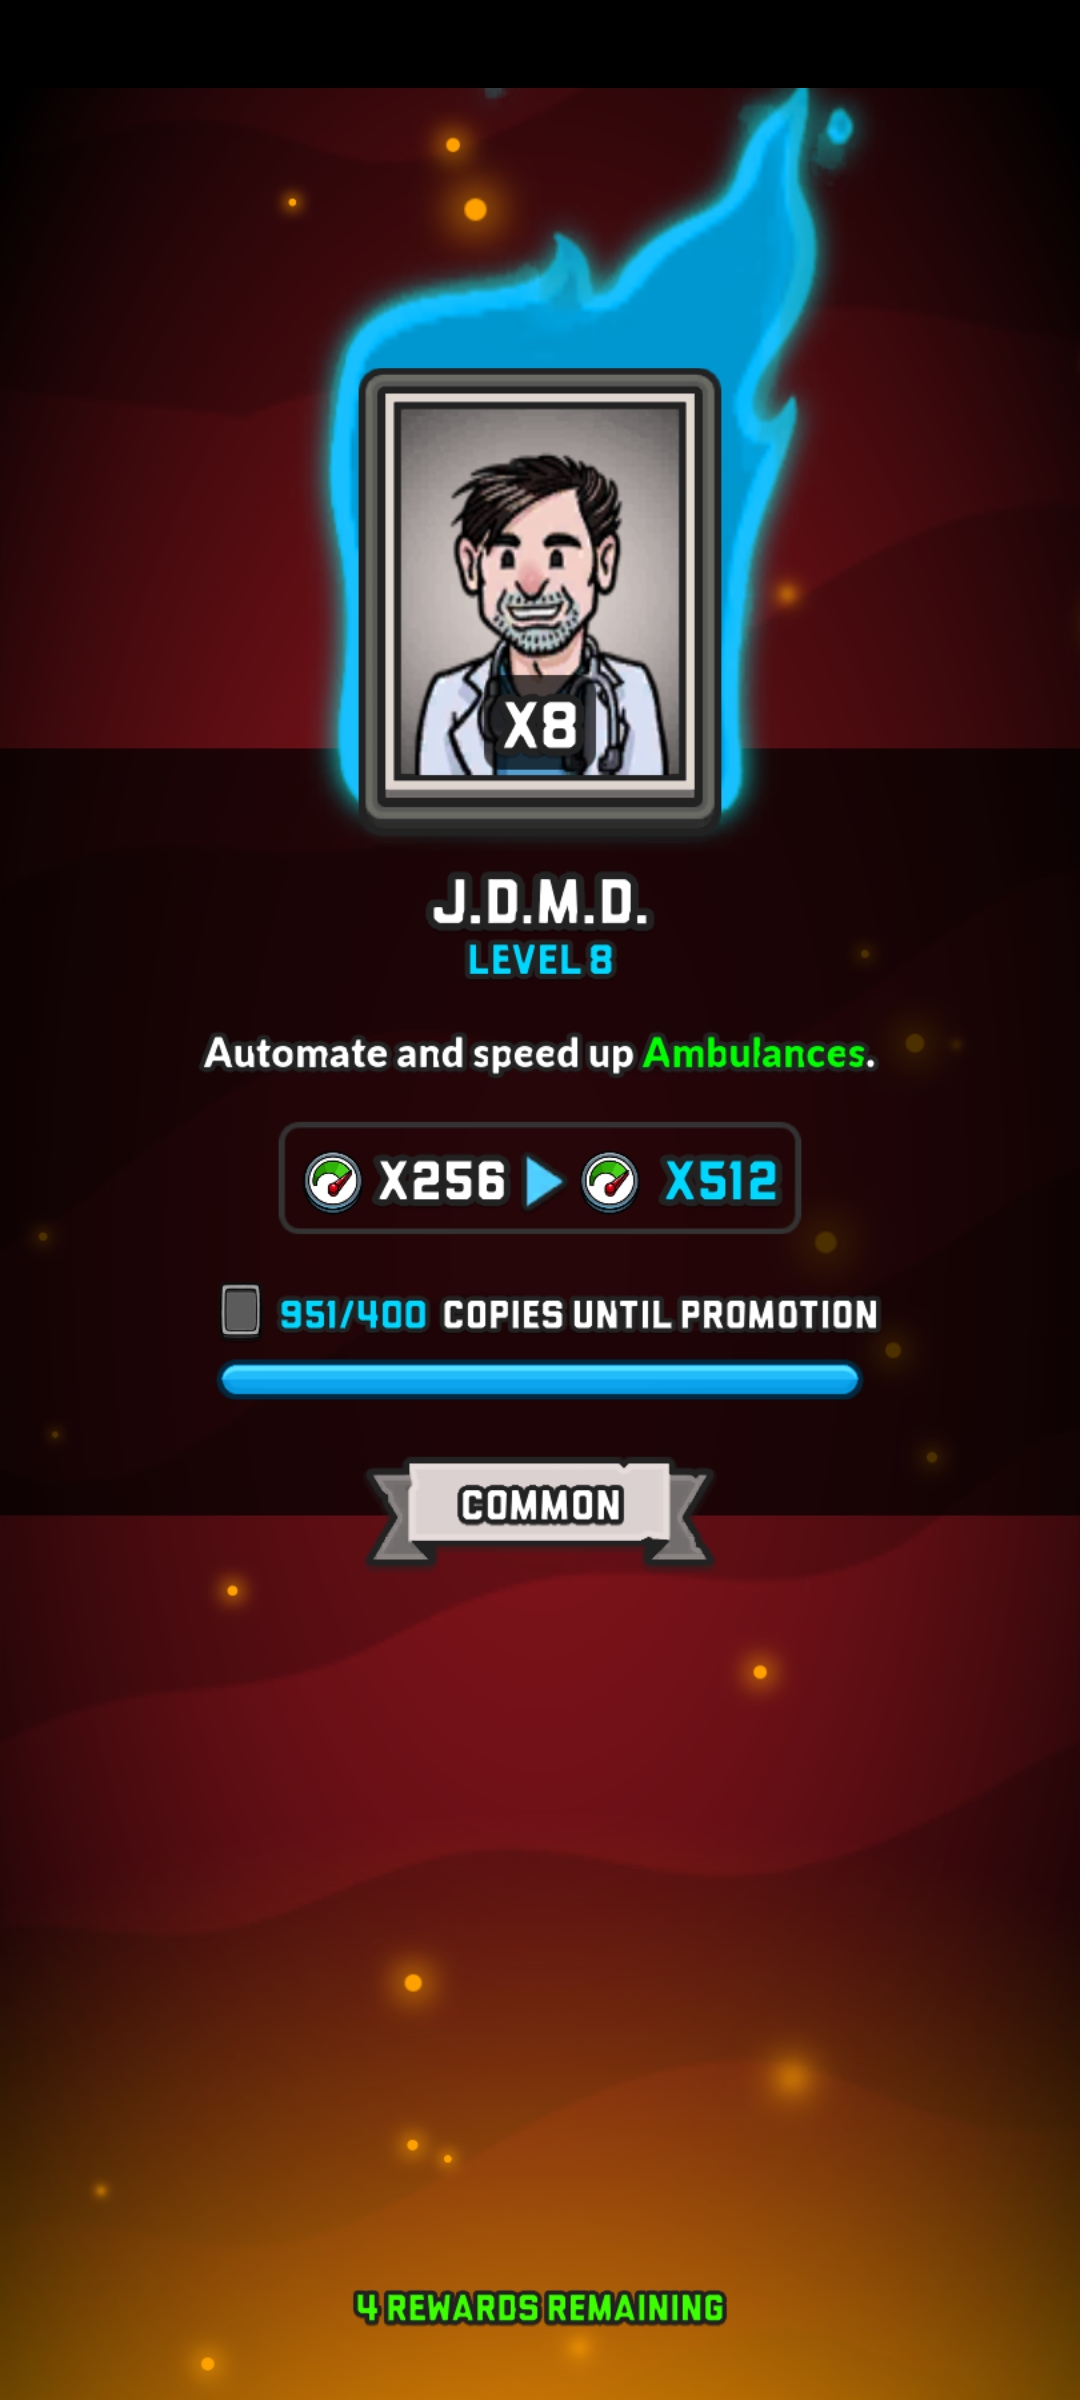 X8
J.D.M.D.
LEVEL 8
Automate and speed up Ambulances.
X256 X512
951/400 COPIES UNTIL PROMOTION
COMMON
4 REWARDS REMAINING